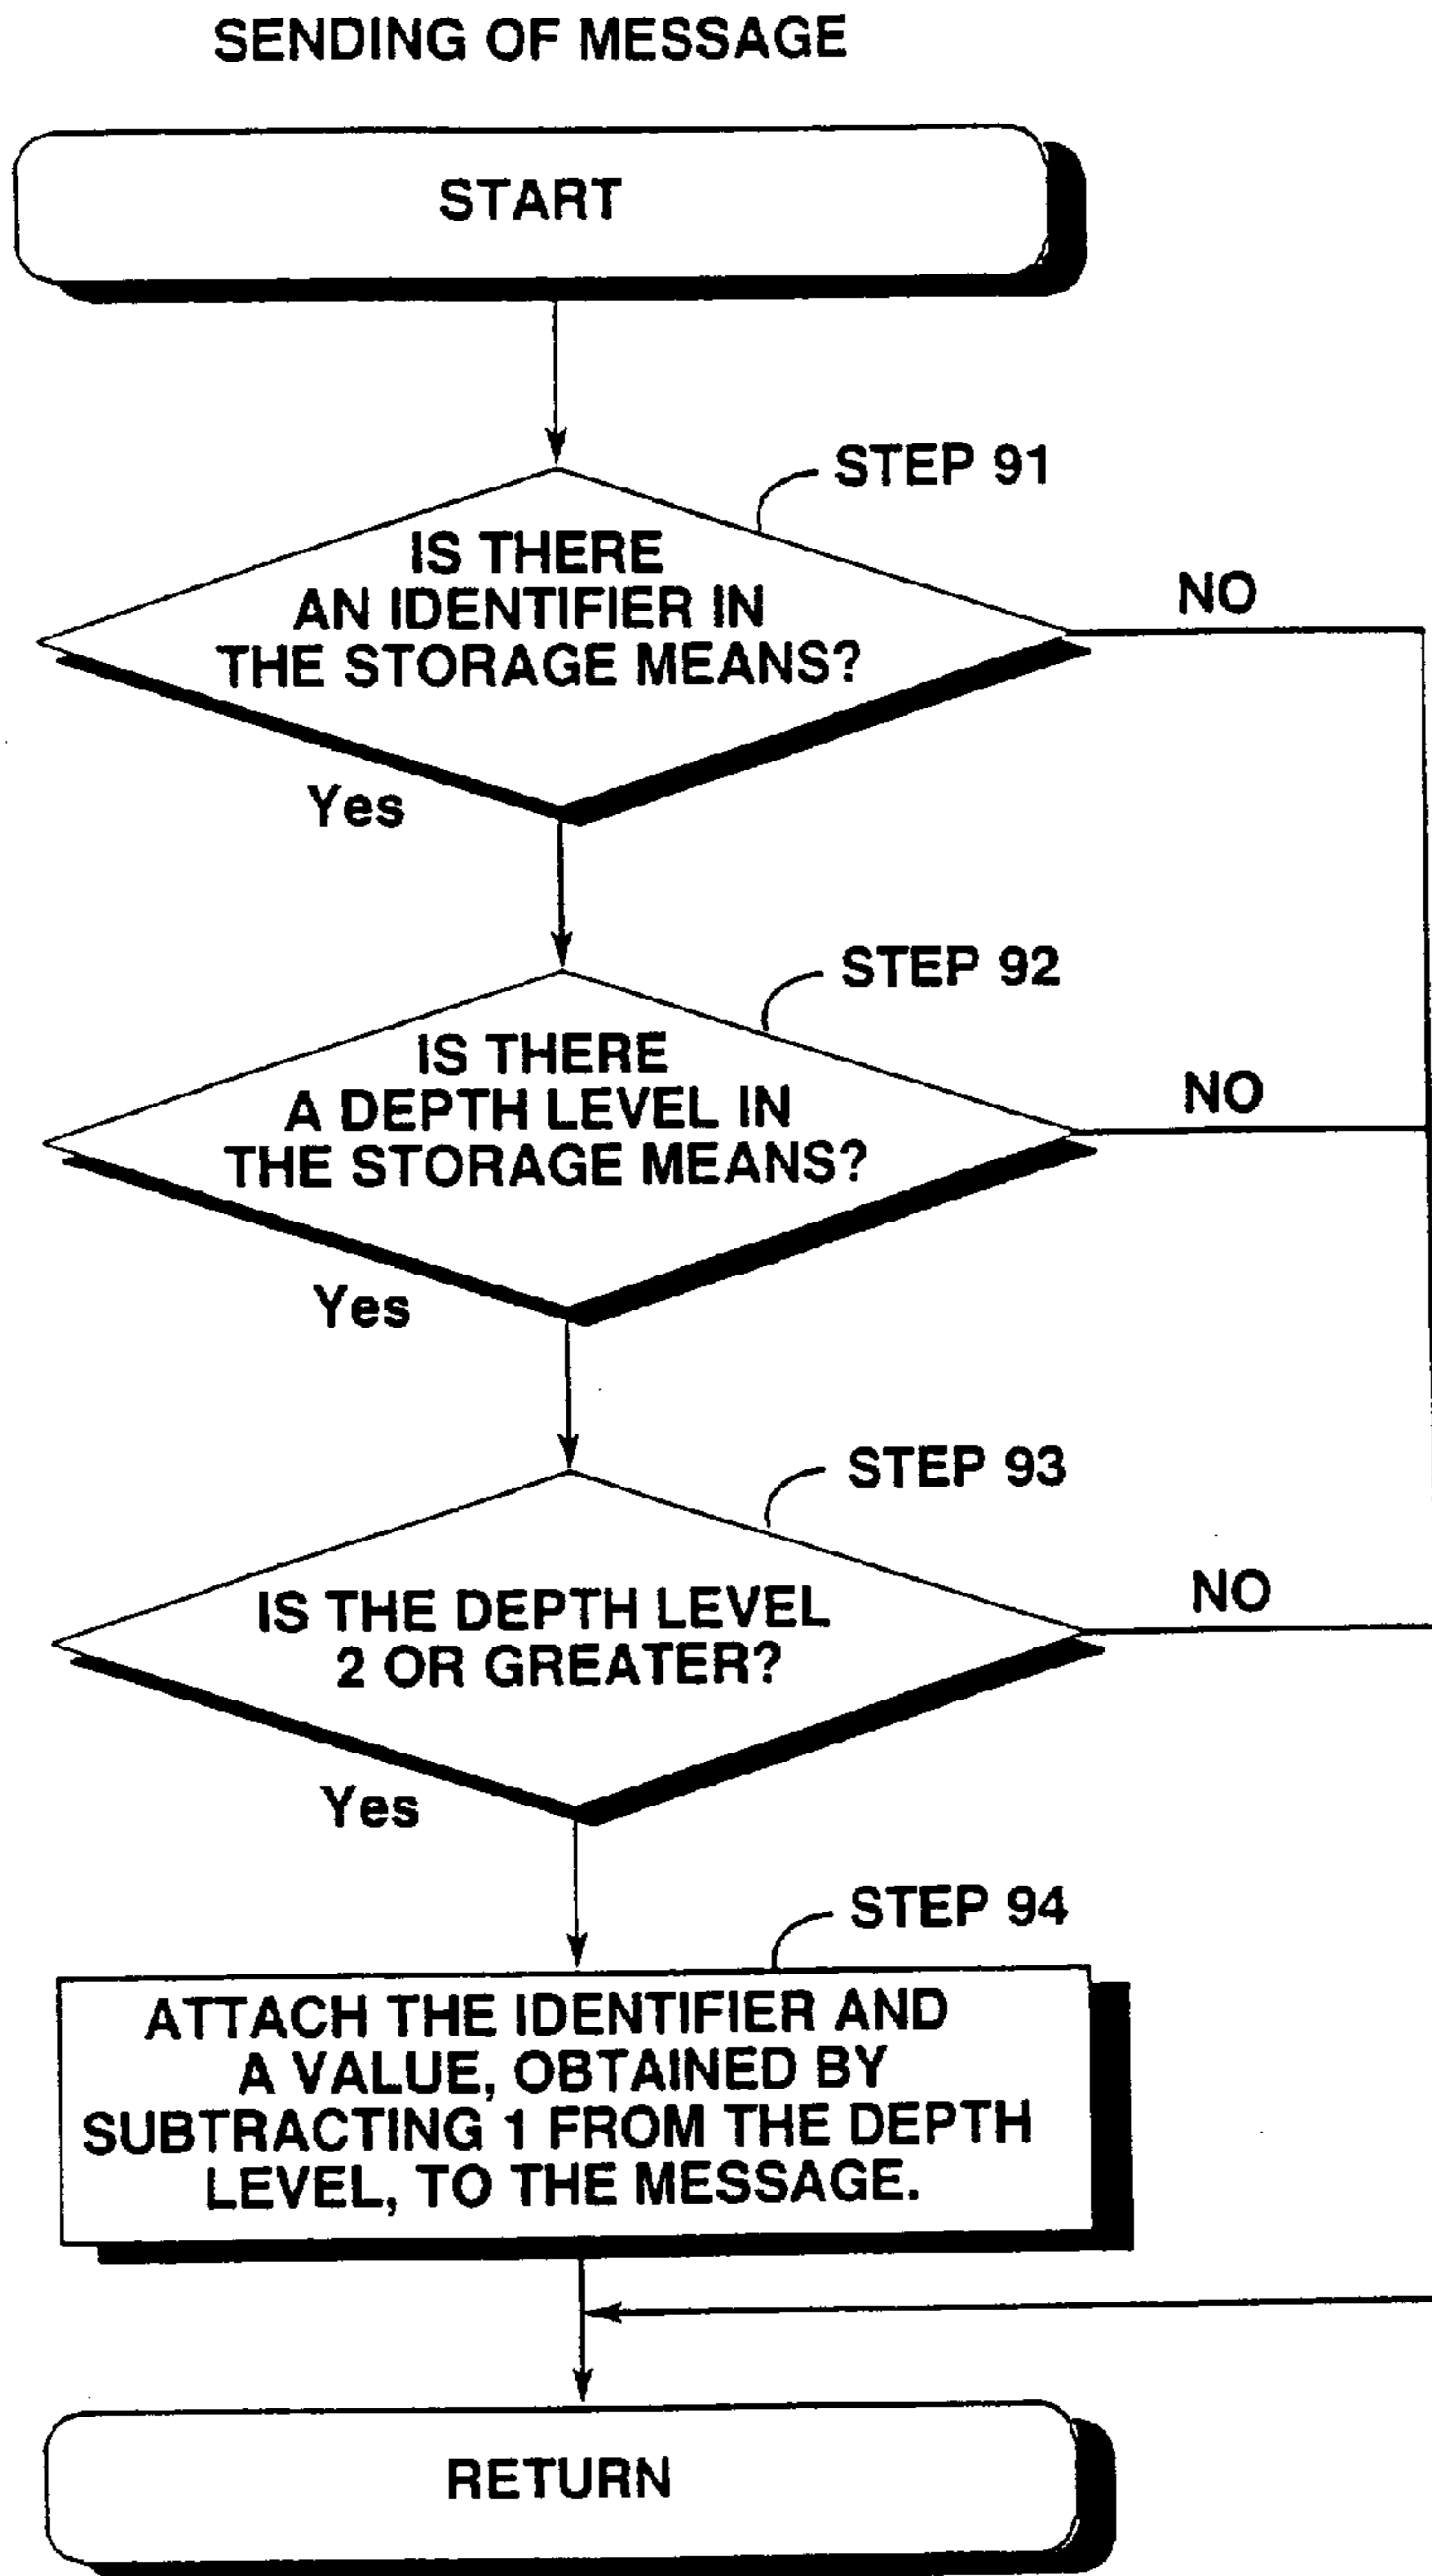 SENDING OF MESSAGE
START
STEP 91
IS THERE
AN IDENTIFIER IN
THE STORAGE MEANS?
NO
Yes
STEP 92
IS THERE
A DEPTH LEVEL IN
THE STORAGE MEANS?
NO
Yes
STEP 93
IS THE DEPTH LEVEL
2 OR GREATER?
NO
Yes
STEP 94
ATTACH THE IDENTIFIER AND
A VALUE, OBTAINED BY
SUBTRACTING 1 FROM THE DEPTH
LEVEL, TO THE MESSAGE.
RETURN